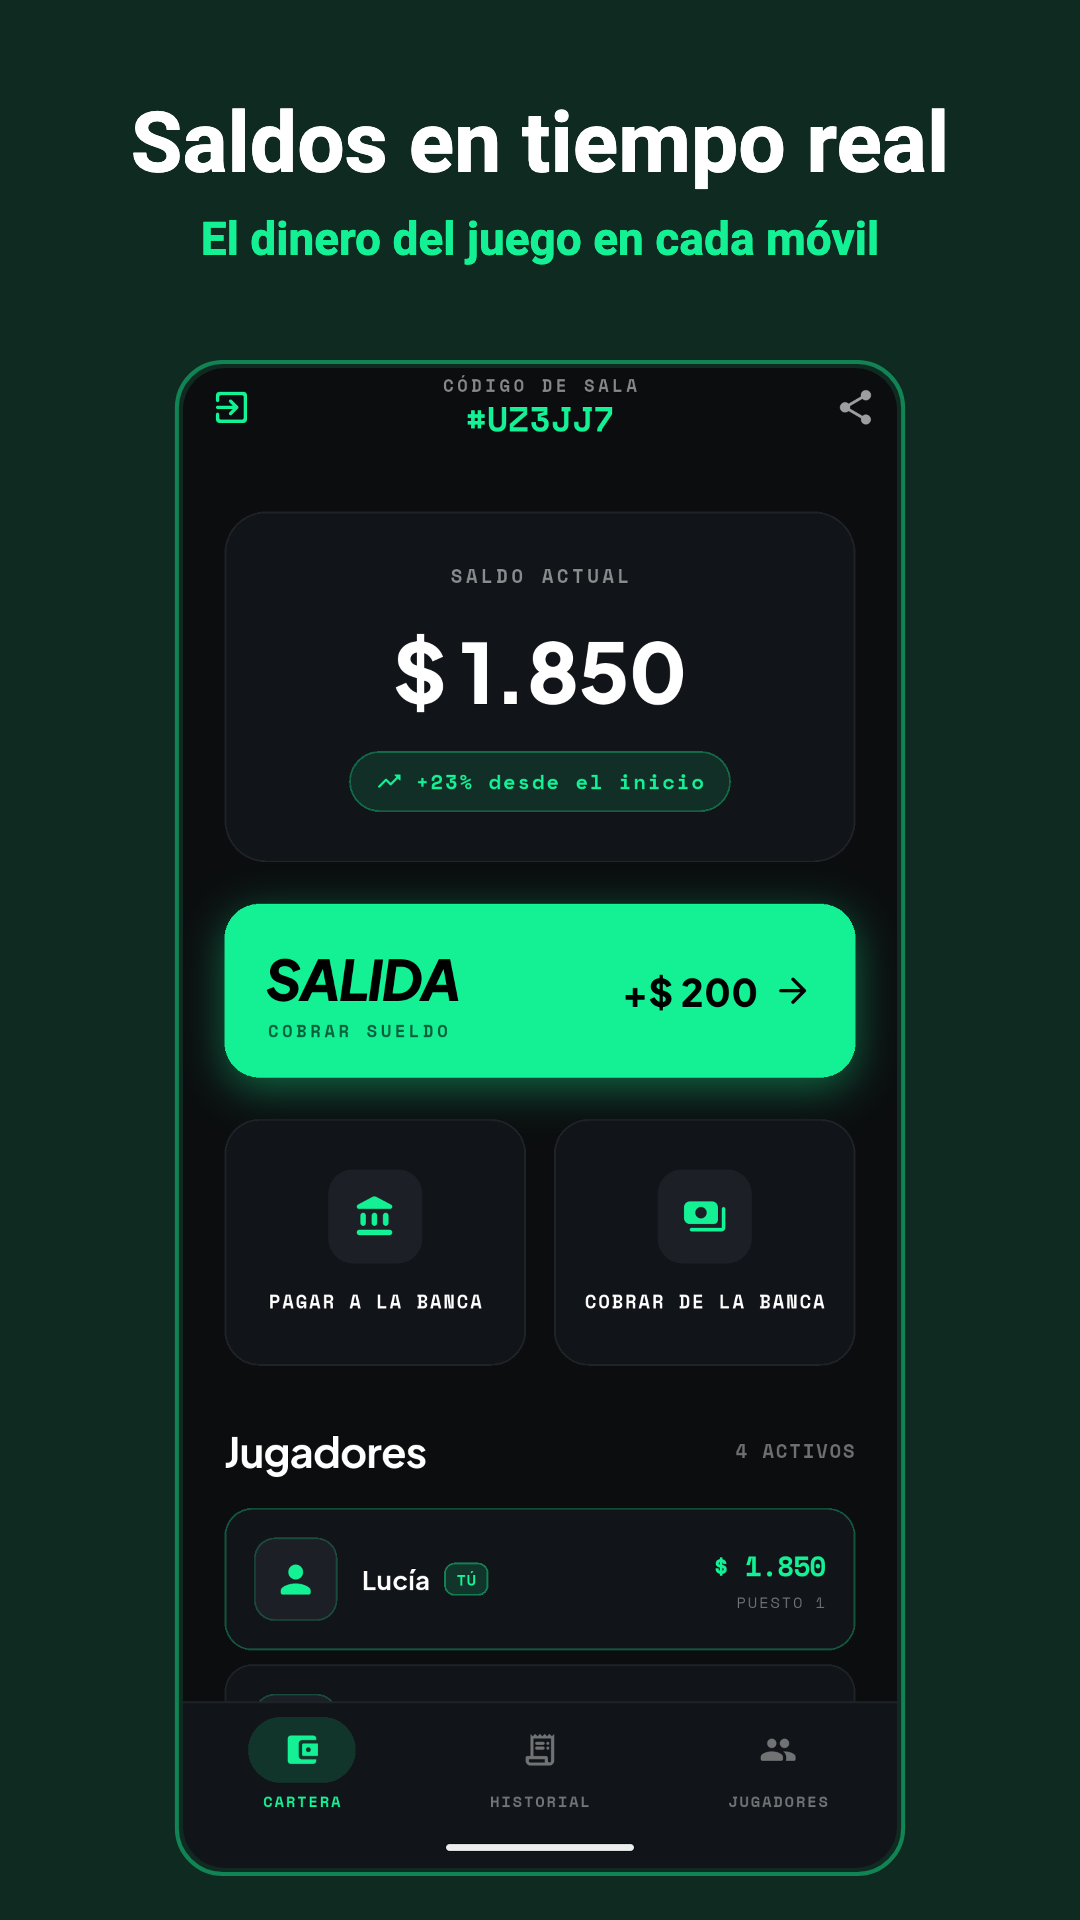 Saldos en tiempo real
El dinero del juego en cada móvil
CÓDIGO DE SALA
#UZ3JJ7
SALDO ACTUAL
$ 1.850
+23% desde el inicio
SALIDA
+$ 200
COBRAR SUELDO
PAGAR A LA BANCA
COBRAR DE LA BANCA
Jugadores
4 ACTIVOS
Lucía TÚ
$ 1.850
PUESTO 1
CARTERA
HISTORIAL
JUGADORES